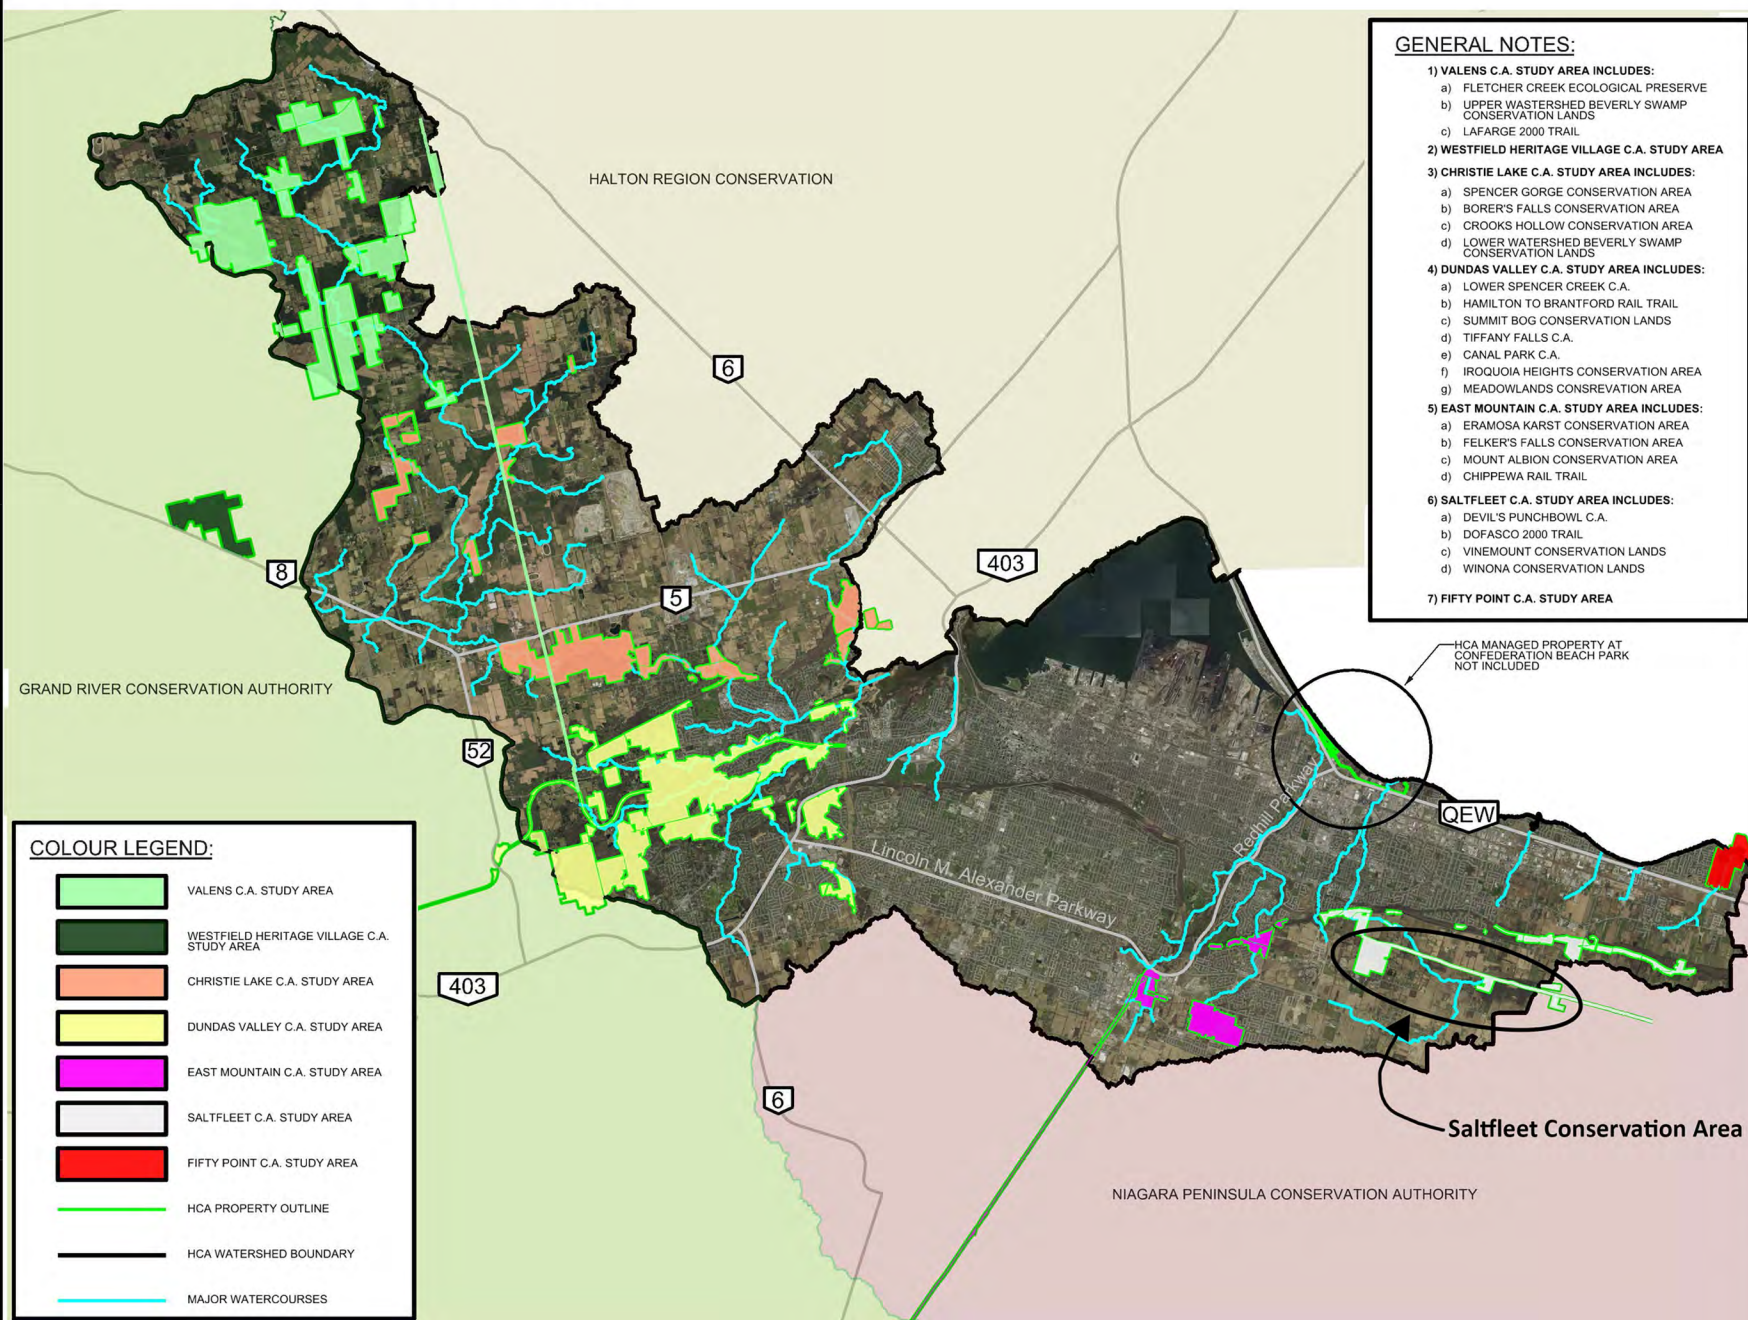 GENERAL NOTES:
1) VALENS C.A. STUDY AREA INCLUDES:
a) FLETCHER CREEK ECOLOGICAL PRESERVE
b) UPPER WASTERSHED BEVERLY SWAMP
CONSERVATION LANDS
c) LAFARGE 2000 TRAIL
2) WESTFIELD HERITAGE VILLAGE C.A. STUDY AREA
3) CHRISTIE LAKE C.A. STUDY AREA INCLUDES:
a) SPENCER GORGE CONSERVATION AREA
b) BORER'S FALLS CONSERVATION AREA
c) CROOKS HOLLOW CONSERVATION AREA
d) LOWER WATERSHED BEVERLY SWAMP
CONSERVATION LANDS
4) DUNDAS VALLEY C.A. STUDY AREA INCLUDES:
a) LOWER SPENCER CREEK C.A.
b) HAMILTON TO BRANTFORD RAIL TRAIL
c) SUMMIT BOG CONSERVATION LANDS
d) TIFFANY FALLS C.A.
e) CANAL PARK C.A.
f) IROQUOIA HEIGHTS CONSERVATION AREA
g) MEADOWLANDS CONSREVATION AREA
5) EAST MOUNTAIN C.A. STUDY AREA INCLUDES:
a) ERAMOSA KARST CONSERVATION AREA
b) FELKER'S FALLS CONSERVATION AREA
c) MOUNT ALBION CONSERVATION AREA
d) CHIPPEWA RAIL TRAIL
6) SALTFLEET C.A. STUDY AREA INCLUDES:
a) DEVIL'S PUNCHBOWL C.A.
b) DOFASCO 2000 TRAIL
c) VINEMOUNT CONSERVATION LANDS
d) WINONA CONSERVATION LANDS
7) FIFTY POINT C.A. STUDY AREA
HALTON REGION CONSERVATION
6
403
8
5
HCA MANAGED PROPERTY AT
CONFEDERATION BEACH PARK
NOT INCLUDED
GRAND RIVER CONSERVATION AUTHORITY
52
QEW
Redhill Parkway
Lincoln M. Alexander Parkway
403
6
Saltfleet Conservation Area
NIAGARA PENINSULA CONSERVATION AUTHORITY
COLOUR LEGEND:
VALENS C.A. STUDY AREA
WESTFIELD HERITAGE VILLAGE C.A.
STUDY AREA
CHRISTIE LAKE C.A. STUDY AREA
DUNDAS VALLEY C.A. STUDY AREA
EAST MOUNTAIN C.A. STUDY AREA
SALTFLEET C.A. STUDY AREA
FIFTY POINT C.A. STUDY AREA
HCA PROPERTY OUTLINE
HCA WATERSHED BOUNDARY
MAJOR WATERCOURSES